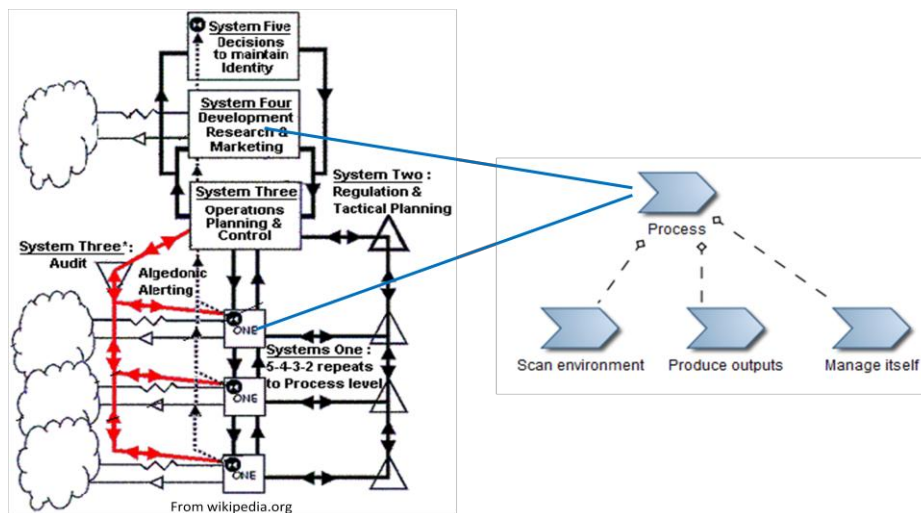 System Five
Decisions
to maintain
Identity
System Four
Development
Research &
Marketing
System Three
Operations
Planning &
Control
System Two :
Regulation &
Tactical Planning
System Three*:
Audit
Algedonic
Alerting
ONE
Systems One :
5-4-3-2 repeats
to Process level
ONE
ONE
From wikipedia.org
Process
Scan environment
Produce outputs
Manage itself